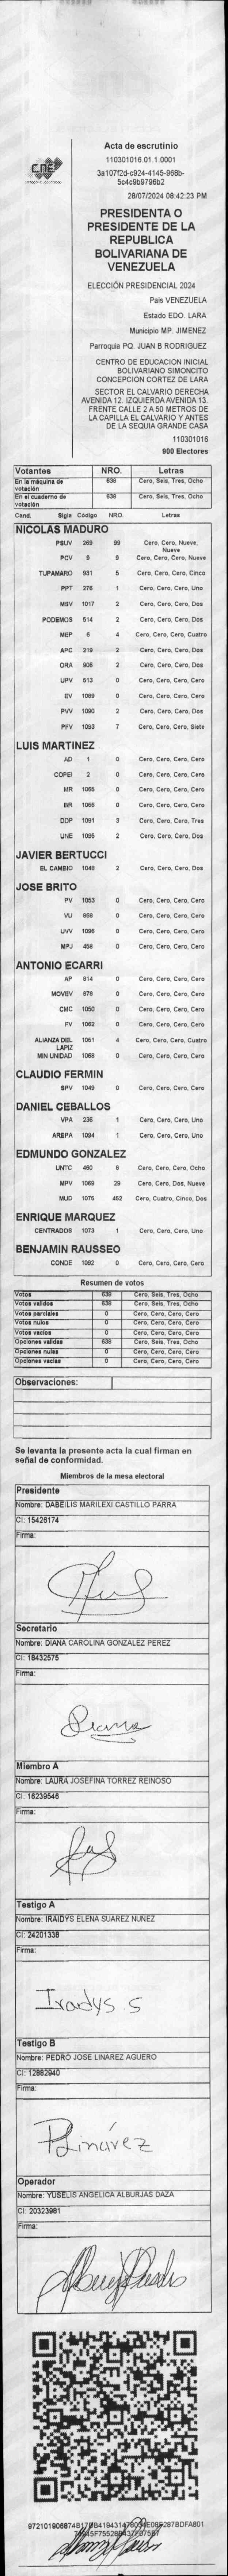 CNE
Acta de escrutinio
110301016.01.1.0001
3a107f2d-c924-4145-968b-
5c4c9b9796b2
28/07/2024 08:42:23 PM
PRESIDENTA O
PRESIDENTE DE LA
REPUBLICA
BOLIVARIANA DE
VENEZUELA
ELECCIÓN PRESIDENCIAL 2024
País VENEZUELA
Estado EDO. LARA
Municipio MP. JIMENEZ
Parroquia PQ. JUAN B RODRIGUEZ
CENTRO DE EDUCACION INICIAL
BOLIVARIANO SIMONCITO
CONCEPCION CORTEZ DE LARA
SECTOR EL CALVARIO DERECHA
AVENIDA 12. IZQUIERDA AVENIDA 13.
FRENTE CALLE 2 A 50 METROS DE
LA CAPILLA EL CALVARIO Y ANTES
DE LA SEQUIA GRANDE CASA
110301016
900 Electores
Votantes NRO. Letras
En la máquina de votación 638 Cero, Seis, Tres, Ocho
En el cuaderno de votación 638 Cero, Seis, Tres, Ocho
Cand. Sigla Código NRO. Letras
NICOLAS MADURO
PSUV 269 99 Cero, Cero, Nueve, Nueve
PCV 5 9 Cero, Cero, Cero, Nueve
TUPAMARO 931 5 Cero, Cero, Cero, Cinco
PPT 276 1 Cero, Cero, Cero, Uno
MSV 1017 2 Cero, Cero, Cero, Dos
PODEMOS 514 2 Cero, Cero, Cero, Dos
MEP 6 4 Cero, Cero, Cero, Cuatro
APC 219 2 Cero, Cero, Cero, Dos
ORA 906 2 Cero, Cero, Cero, Dos
UPV 513 0 Cero, Cero, Cero, Cero
EV 1089 0 Cero, Cero, Cero, Cero
PVV 1090 2 Cero, Cero, Cero, Dos
PFV 1093 7 Cero, Cero, Cero, Siete
LUIS MARTINEZ
AD 1 0 Cero, Cero, Cero, Cero
COPEI 2 0 Cero, Cero, Cero, Cero
MR 1065 0 Cero, Cero, Cero, Cero
BR 1066 0 Cero, Cero, Cero, Cero
DDP 1091 3 Cero, Cero, Cero, Tres
UNE 1095 2 Cero, Cero, Cero, Dos
JAVIER BERTUCCI
EL CAMBIO 1046 2 Cero, Cero, Cero, Dos
JOSE BRITO
PV 1053 0 Cero, Cero, Cero, Cero
VU 968 0 Cero, Cero, Cero, Cero
UVV 1096 0 Cero, Cero, Cero, Cero
MPJ 458 0 Cero, Cero, Cero, Cero
ANTONIO ECARRI
AP 614 0 Cero, Cero, Cero, Cero
MOVEV 979 0 Cero, Cero, Cero, Cero
CMC 1050 0 Cero, Cero, Cero, Cero
FV 1062 0 Cero, Cero, Cero, Cero
ALIANZA DEL LAPIZ 1051 4 Cero, Cero, Cero, Cuatro
MIN UNIDAD 1068 0 Cero, Cero, Cero, Cero
CLAUDIO FERMIN
SPV 1049 0 Cero, Cero, Cero, Cero
DANIEL CEBALLOS
VPA 236 1 Cero, Cero, Cero, Uno
AREPA 1094 1 Cero, Cero, Cero, Uno
EDMUNDO GONZALEZ
UNTC 460 8 Cero, Cero, Cero, Ocho
MPV 1069 29 Cero, Cero, Dos, Nueve
MUD 1076 452 Cero, Cuatro, Cinco, Dos
ENRIQUE MARQUEZ
CENTRADOS 1073 1 Cero, Cero, Cero, Uno
BENJAMIN RAUSSEO
CONDE 1092 0 Cero, Cero, Cero, Cero
Resumen de votos
Votos 638 Cero, Seis, Tres, Ocho
Votos válidos 638 Cero, Seis, Tres, Ocho
Votos parciales 0 Cero, Cero, Cero, Cero
Votos nulos 0 Cero, Cero, Cero, Cero
Votos vacíos 0 Cero, Cero, Cero, Cero
Opciones válidas 638 Cero, Seis, Tres, Ocho
Opciones nulas 0 Cero, Cero, Cero, Cero
Opciones vacías 0 Cero, Cero, Cero, Cero
Observaciones:
Se levanta la presente acta la cual firman en
señal de conformidad.
Miembros de la mesa electoral
Presidente
Nombre: DABEILIS MARILEXI CASTILLO PARRA
CI: 15426174
Firma:
Secretario
Nombre: DIANA CAROLINA GONZALEZ PEREZ
CI: 18432575
Firma:
Diana
Miembro A
Nombre: LAURA JOSEFINA TORREZ REINOSO
CI: 16239546
Firma:
Testigo A
Nombre: IRAIDYS ELENA SUAREZ NUÑEZ
CI: 24201338
Firma:
Iraidys S
Testigo B
Nombre: PEDRO JOSE LINAREZ AGUERO
CI: 12882940
Firma:
PLinárez
Operador
Nombre: YUSELIS ANGELICA ALBURJAS DAZA
CI: 20323981
Firma: